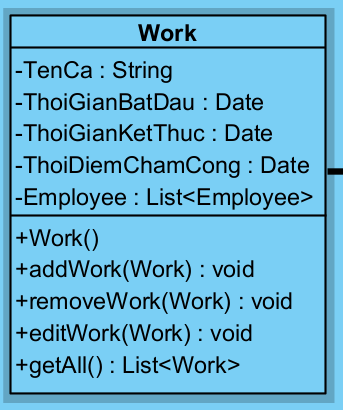 Work
-TenCa : String
-ThoiGianBatDau : Date
-ThoiGianKetThuc : Date
-ThoiDiemChamCong : Date
-Employee : List<Employee>
+Work()
+addWork(Work) : void
+removeWork(Work) : void
+editWork(Work) : void
+getAll() : List<Work>